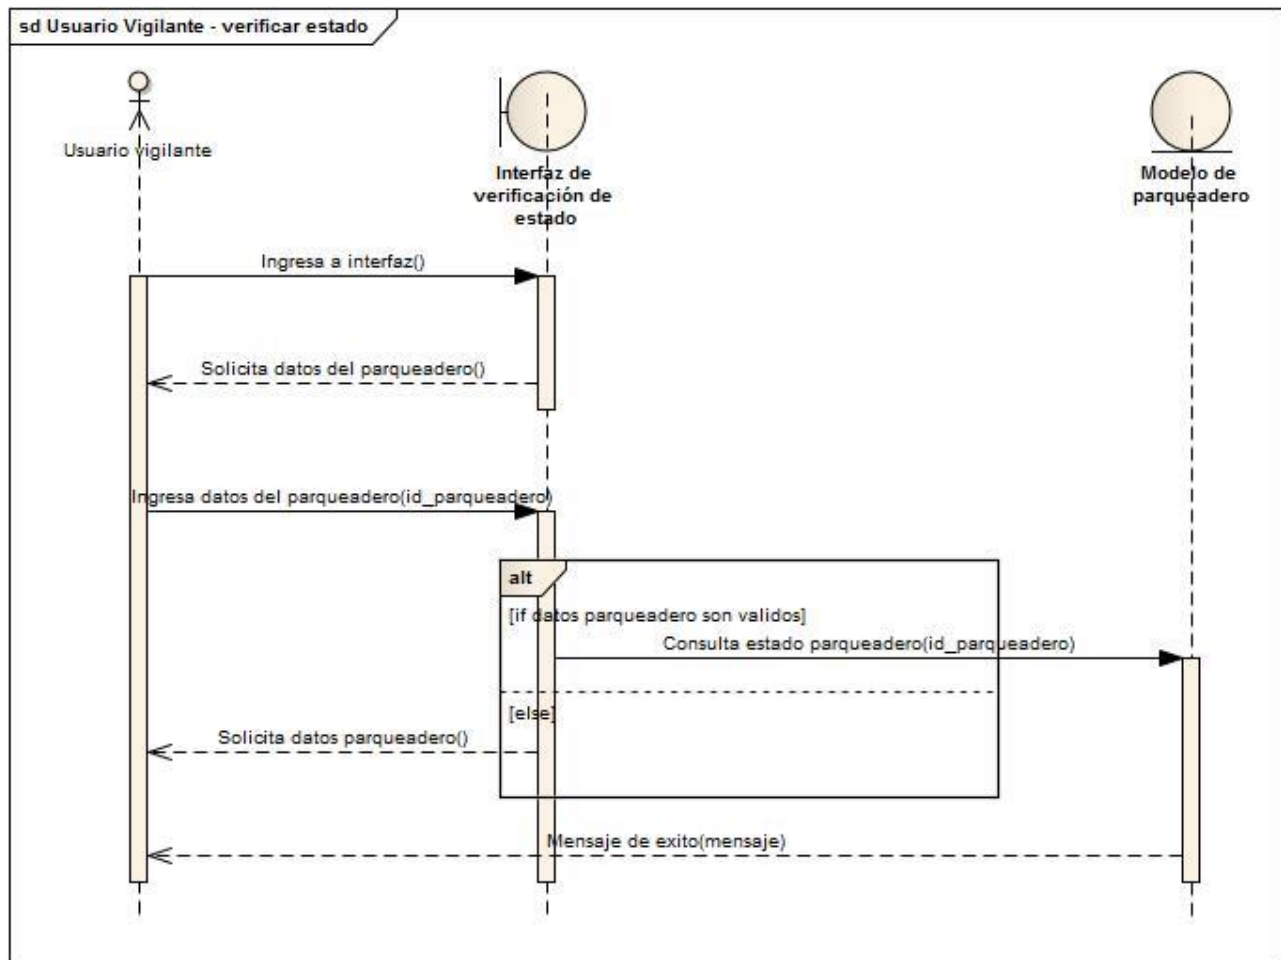 sd Usuario Vigilante - verificar estado
Usuario vigilante
Interfaz de
verificación de
estado
Modelo de
parqueadero
Ingresa a interfaz()
Solicita datos del parqueadero()
Ingresa datos del parqueadero(id_parqueadero)
alt
[if datos parqueadero son validos]
Consulta estado parqueadero(id_parqueadero)
[else]
Solicita datos parqueadero()
Mensaje de exito(mensaje)